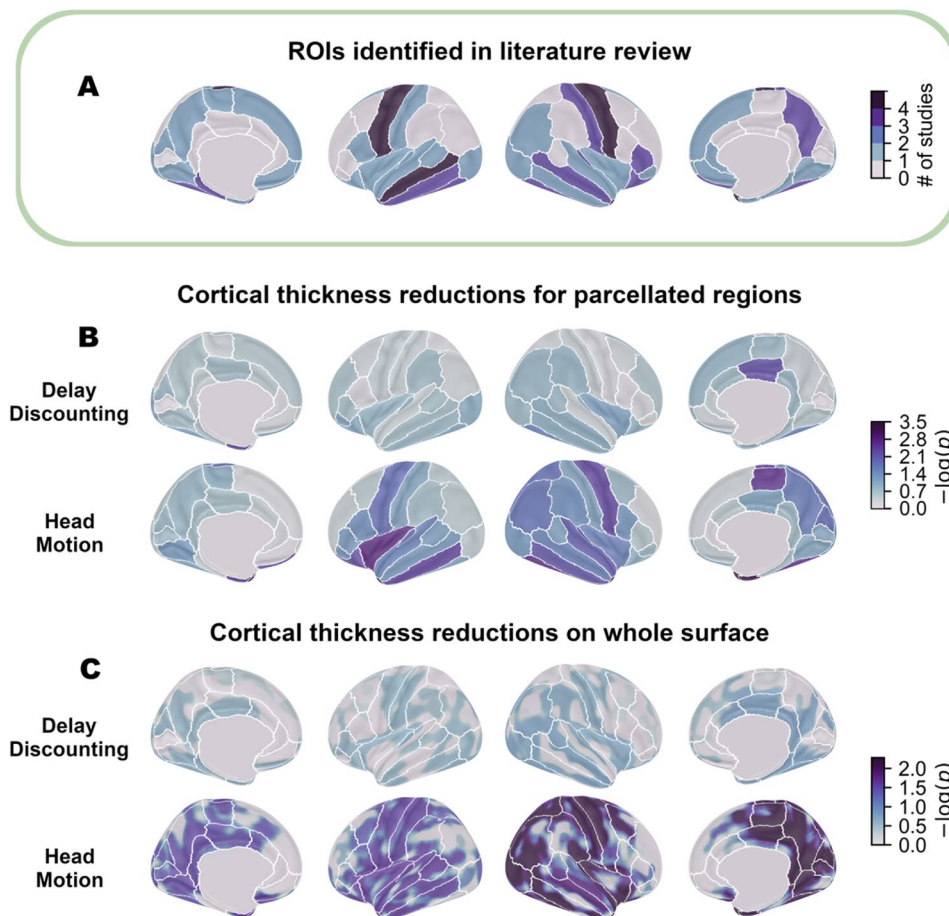 ROIs identified in literature review
A
4
3
2
1
0
# of studies
Cortical thickness reductions for parcellated regions
B
Delay
Discounting
Head
Motion
3.5
2.8
2.1
1.4
0.7
0.0
−log(p)
Cortical thickness reductions on whole surface
C
Delay
Discounting
Head
Motion
2.0
1.5
1.0
0.5
0.0
−log(p)